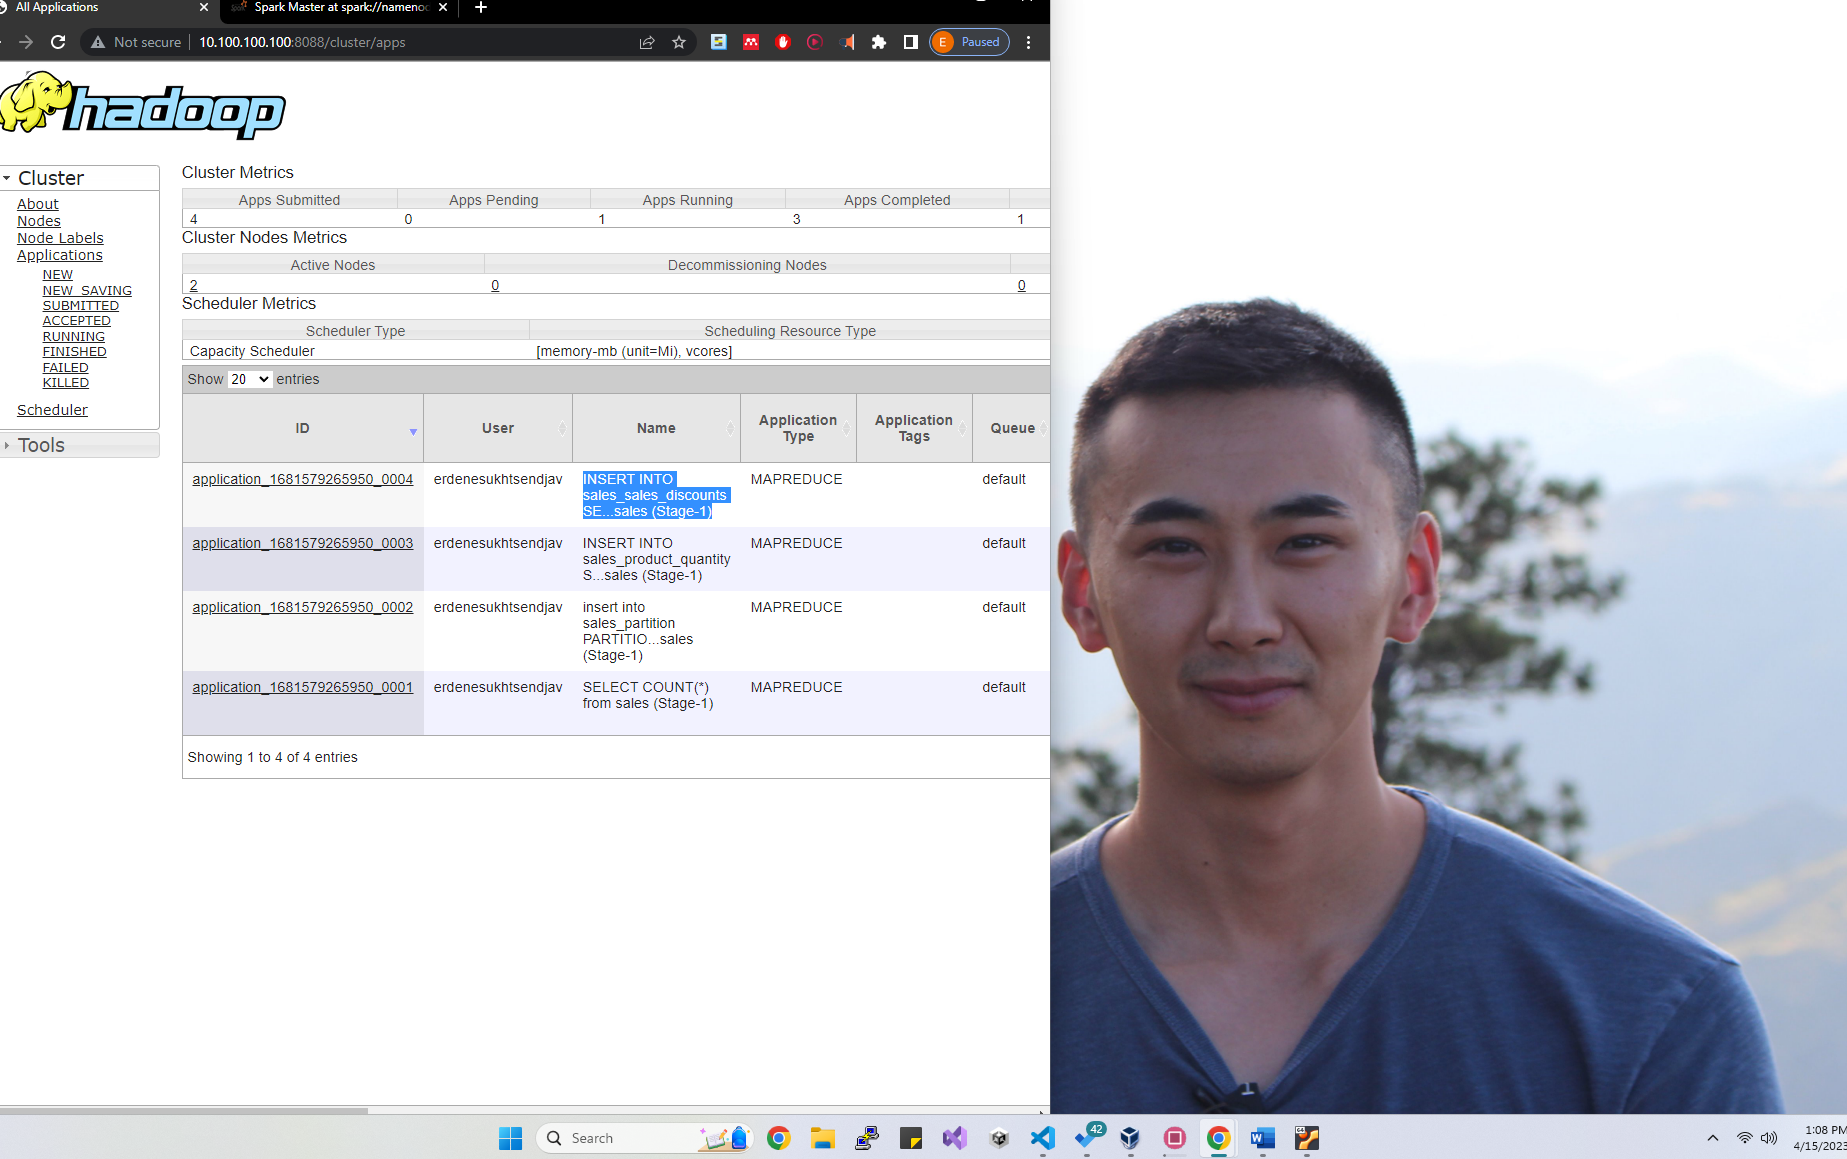 All Applications
Spark Master at spark://nameno
Not secure
10.100.100.100:8088/cluster/apps
E Paused
hadoop
Cluster
About
Nodes
Node Labels
Applications
NEW
NEW_SAVING
SUBMITTED
ACCEPTED
RUNNING
FINISHED
FAILED
KILLED
Scheduler
Tools
Cluster Metrics
Apps Submitted Apps Pending Apps Running Apps Completed
4 0 1 3 1
Cluster Nodes Metrics
Active Nodes Decommissioning Nodes
2 0 0
Scheduler Metrics
Scheduler Type Scheduling Resource Type
Capacity Scheduler [memory-mb (unit=Mi), vcores]
Show 20 entries
ID User Name Application Type Application Tags Queue
application_1681579265950_0004 erdenesukhtsendjav INSERT INTO MAPREDUCE default
sales_sales_discounts
SE...sales (Stage-1)
application_1681579265950_0003 erdenesukhtsendjav INSERT INTO MAPREDUCE default
sales_product_quantity
S...sales (Stage-1)
application_1681579265950_0002 erdenesukhtsendjav insert into MAPREDUCE default
sales_partition
PARTITIO...sales
(Stage-1)
application_1681579265950_0001 erdenesukhtsendjav SELECT COUNT(*) MAPREDUCE default
from sales (Stage-1)
Showing 1 to 4 of 4 entries
Search
42
1:08 PM
4/15/2023